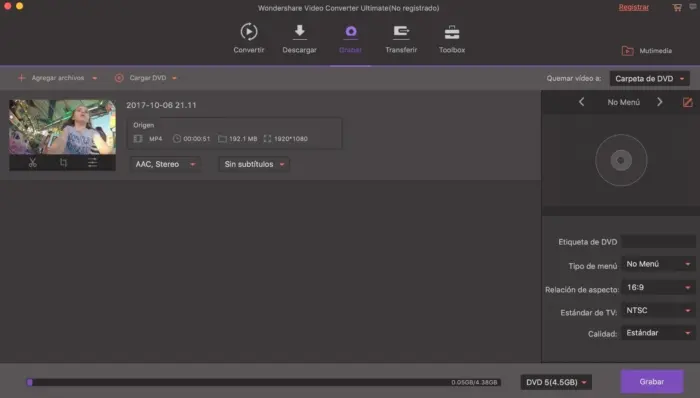 Wondershare Video Converter Ultimate(No registrado)
Registrar
Convertir
Descargar
Grabar
Transferir
Toolbox
Mutimedia
Agregar archivos
Cargar DVD
Quemar vídeo a:
Carpeta de DVD
2017-10-06 21.11
No Menú
Origen
MP4
00:00:51
192.1 MB
1920*1080
AAC, Stereo
Sin subtítulos
Etiqueta de DVD
Tipo de menú
No Menú
Relación de aspecto:
16:9
Estándar de TV:
NTSC
Calidad:
Estándar
0.05GB/4.38GB
DVD 5(4.5GB)
Grabar